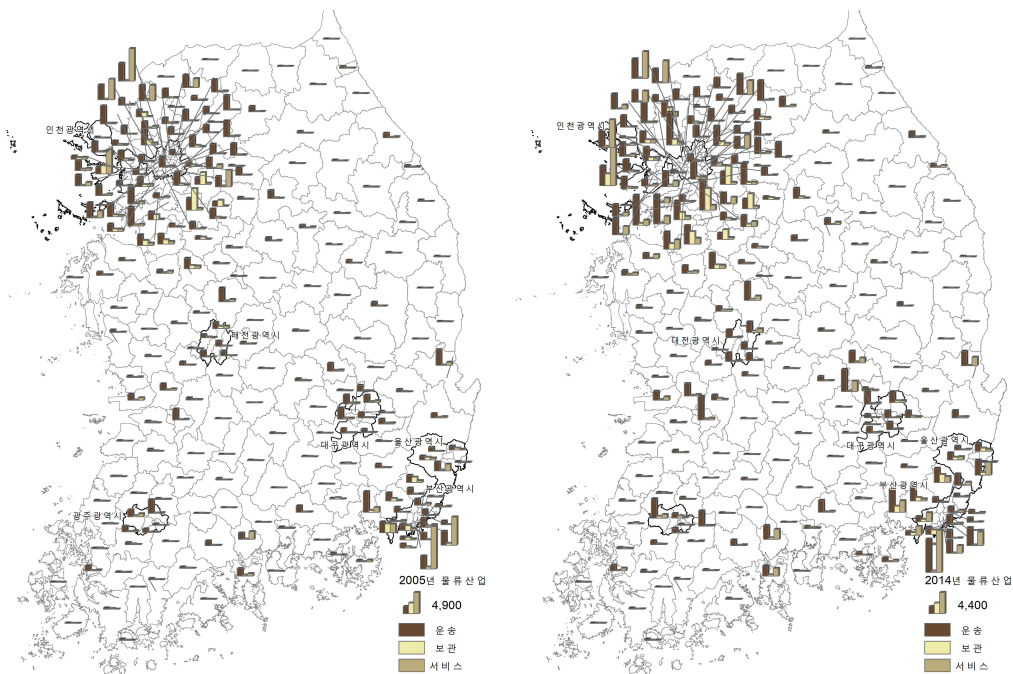 인천광역시
대전광역시
대구광역시
울산광역시
부산광역시
광주광역시
2005년 물류산업
4,900
운송
보관
서비스
인천광역시
대전광역시
대구광역시
울산광역시
부산광역시
2014년 물류산업
4,400
운송
보관
서비스